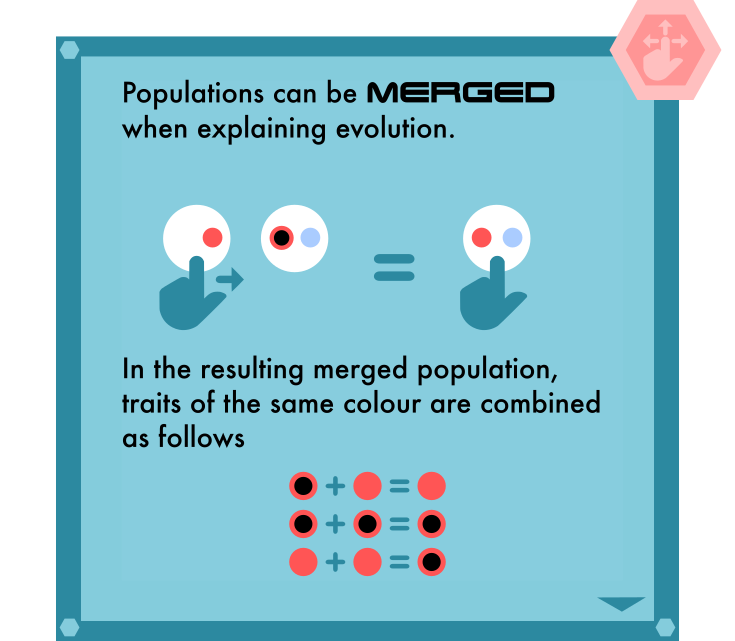 Populations can be MERGED
when explaining evolution.
In the resulting merged population,
traits of the same colour are combined
as follows